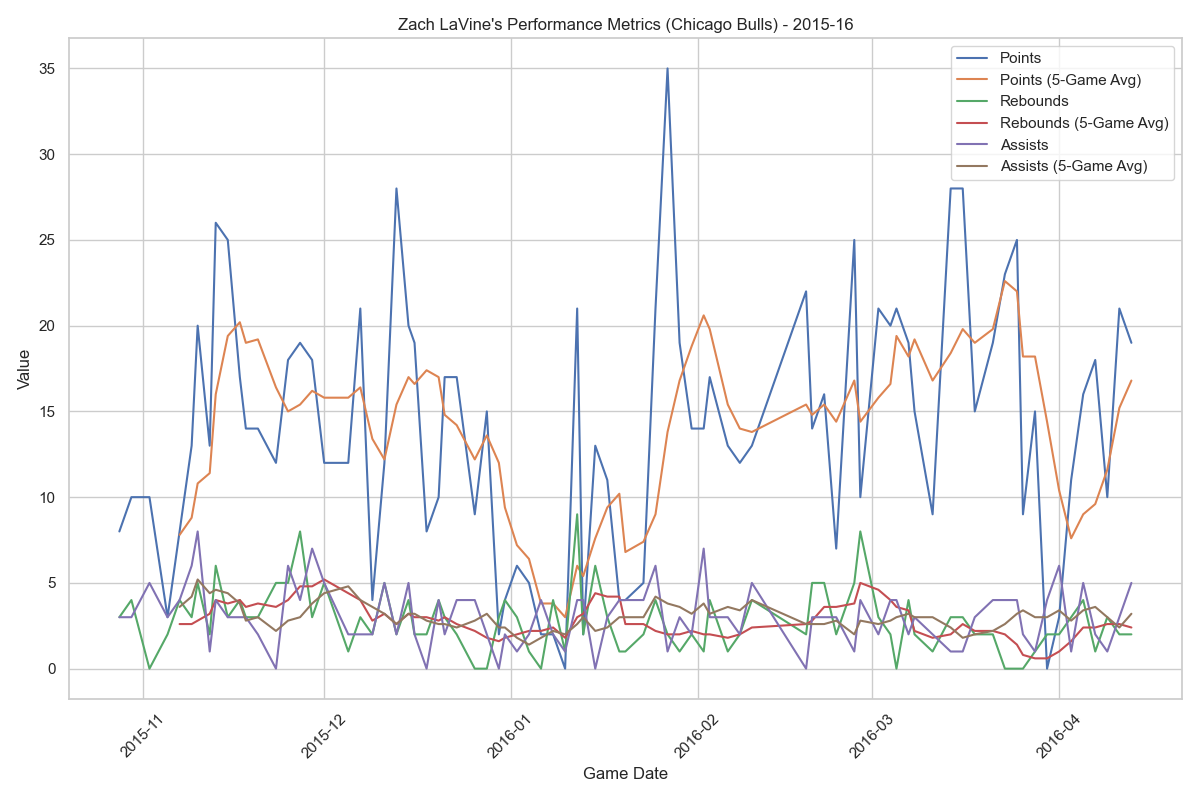 Zach LaVine's Performance Metrics (Chicago Bulls) - 2015-16
Points
Points (5-Game Avg)
Rebounds
Rebounds (5-Game Avg)
Assists
Assists (5-Game Avg)
Value
35
30
25
20
15
10
5
0
2015-11
2015-12
2016-01
2016-02
2016-03
2016-04
Game Date